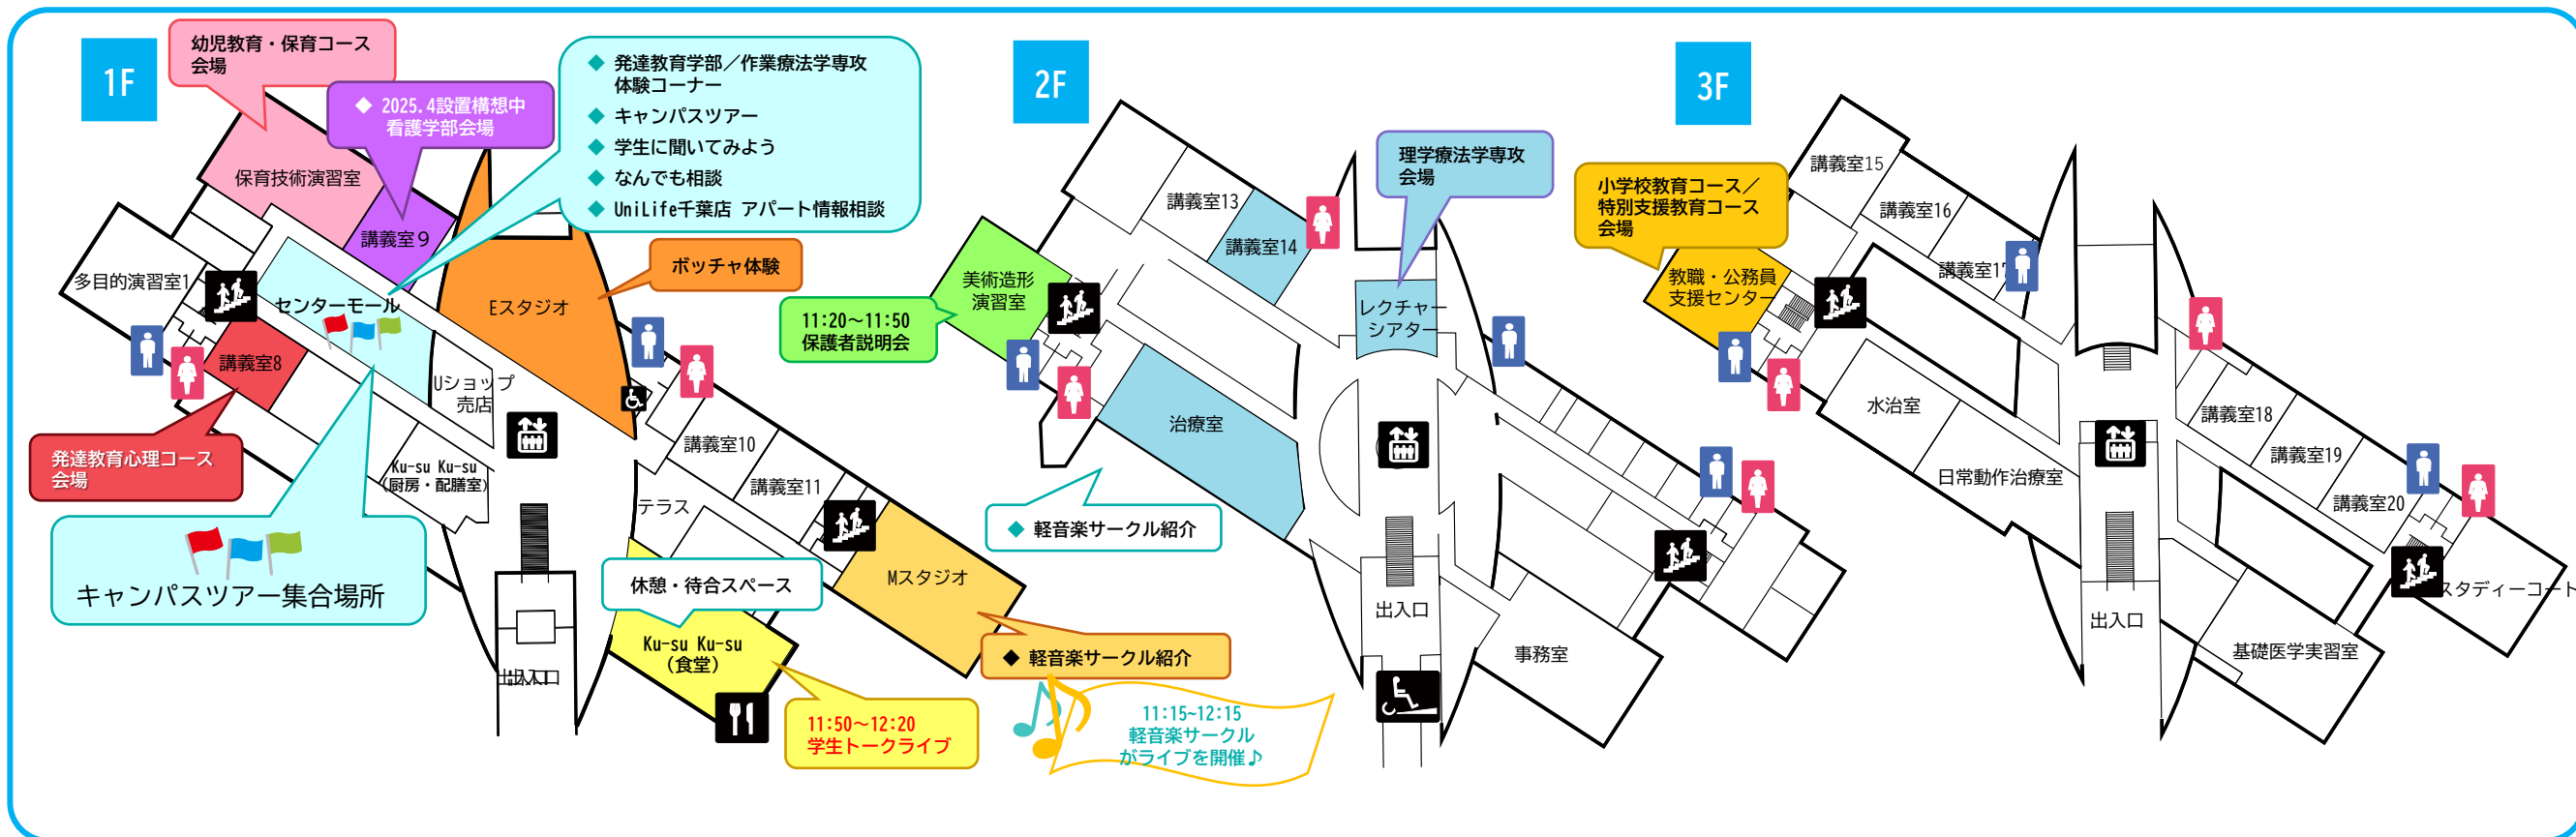 1F
幼児教育・保育コース
会場
◆ 2025.4設置構想中
看護学部会場
◆ 発達教育学部／作業療法学専攻
体験コーナー
◆ キャンパスツアー
◆ 学生に聞いてみよう
◆ なんでも相談
◆ UniLife千葉店 アパート情報相談
保育技術演習室
講義室9
多目的演習室1
センターモール
Eスタジオ
ボッチャ体験
講義室8
Uショップ
売店
発達教育心理コース
会場
Ku-su Ku-su
(厨房・配膳室)
キャンパスツアー集合場所
講義室10
講義室11
テラス
Mスタジオ
休憩・待合スペース
Ku-su Ku-su
(食堂)
出入口
11:50～12:20
学生トークライブ
◆ 軽音楽サークル紹介
11:15~12:15
軽音楽サークル
がライブを開催♪
2F
理学療法学専攻
会場
講義室13
講義室14
美術造形
演習室
11:20～11:50
保護者説明会
レクチャー
シアター
治療室
◆ 軽音楽サークル紹介
出入口
事務室
3F
小学校教育コース／
特別支援教育コース
会場
講義室15
講義室16
講義室17
教職・公務員
支援センター
水治室
日常動作治療室
講義室18
講義室19
講義室20
スタディーコート
出入口
基礎医学実習室